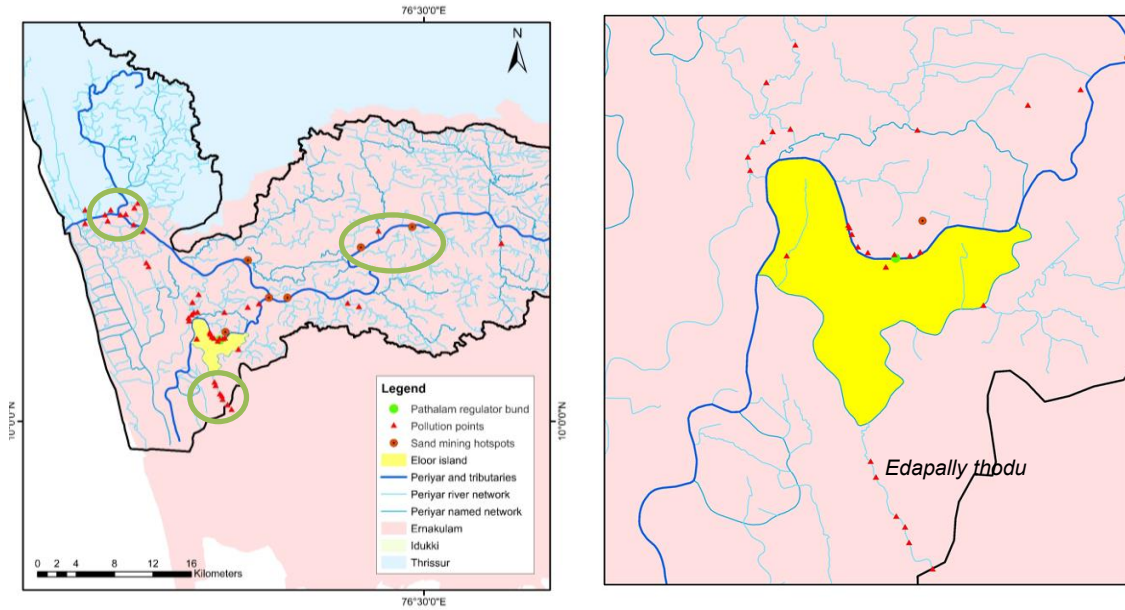 76°30'0"E
N
10°0'0"N
10°0'0"N
Legend
Pathalam regulator bund
Pollution points
Sand mining hotspots
Eloor island
Periyar and tributaries
Periyar river network
Periyar named network
Ernakulam
Idukki
Thrissur
0 2 4 8 12 16
Kilometers
76°30'0"E
Edapally thodu